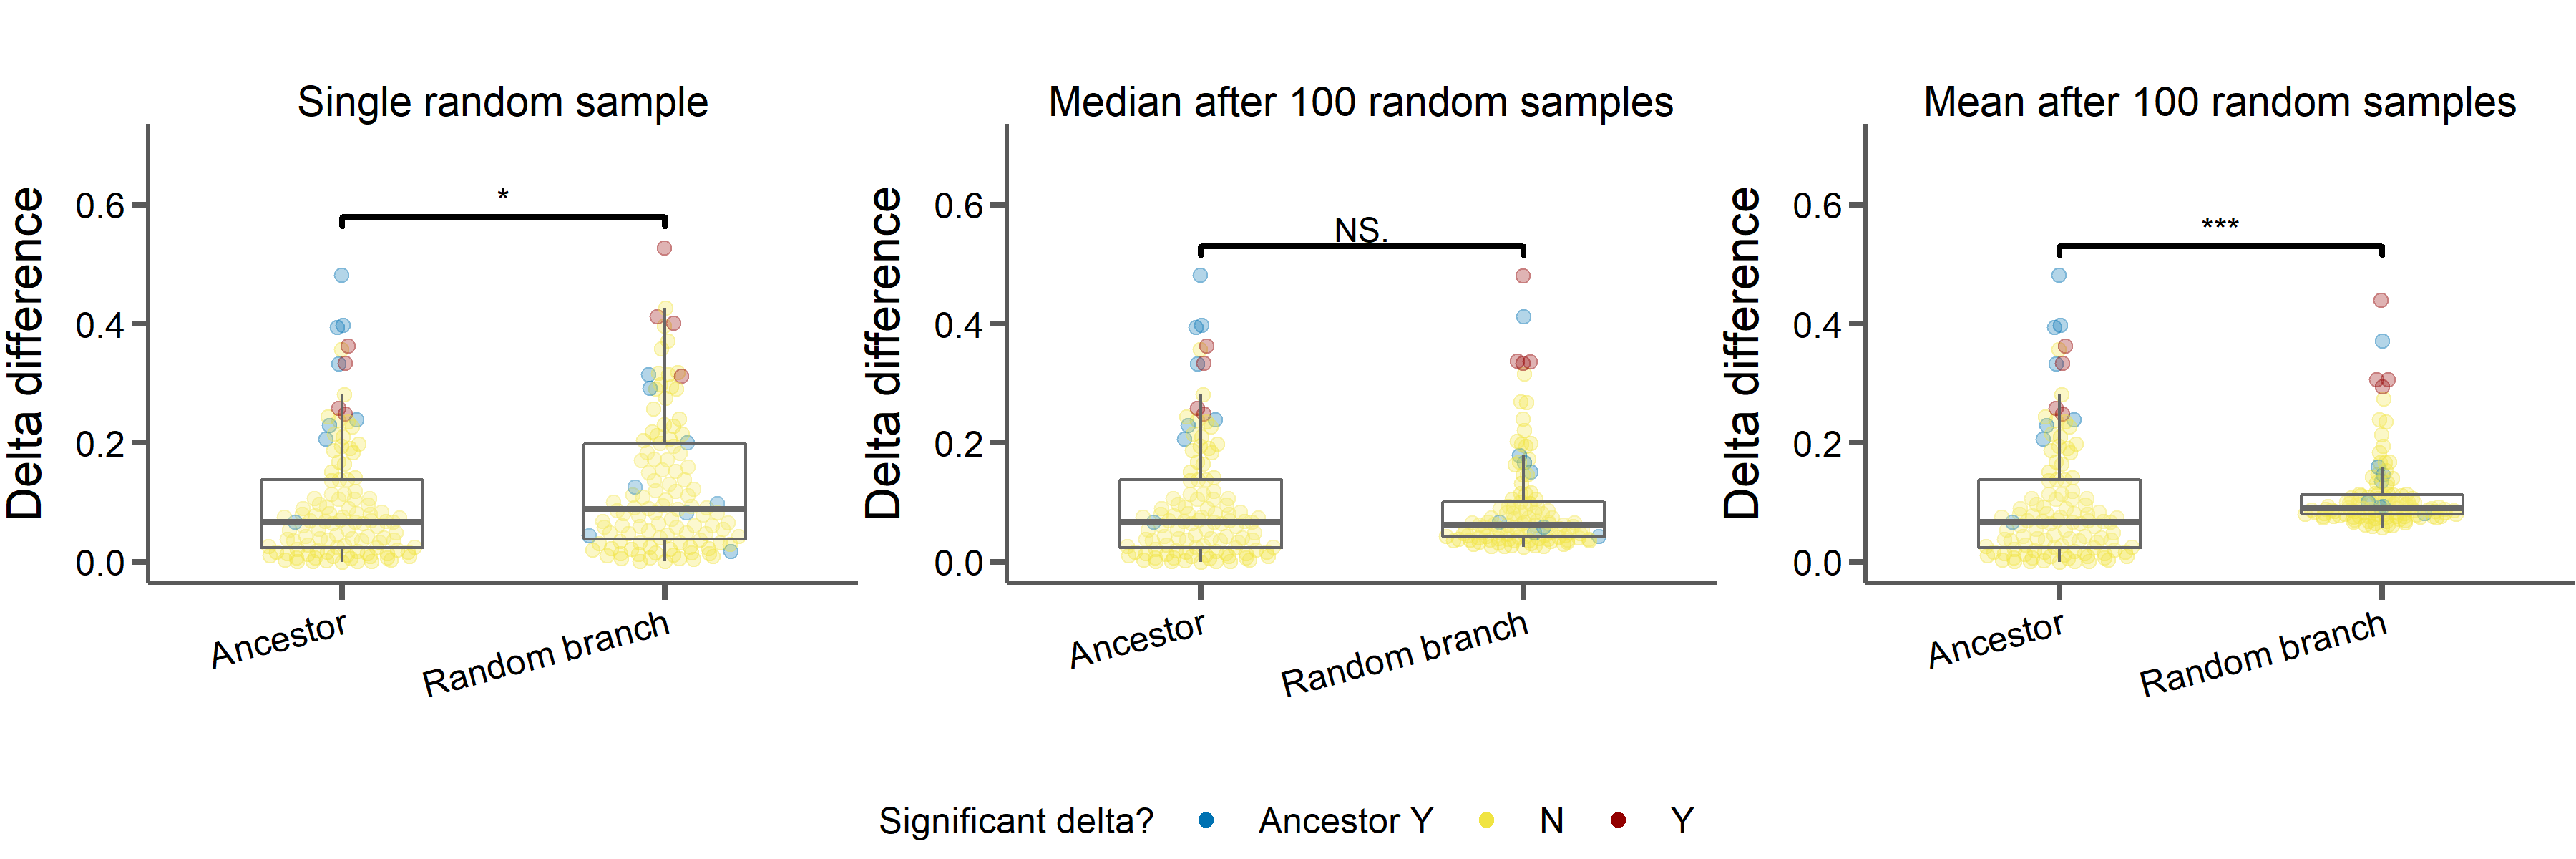 Single random sample
Delta difference
0.6
0.4
0.2
0.0
*
Ancestor
Random branch
Median after 100 random samples
Delta difference
0.6
0.4
0.2
0.0
NS.
Ancestor
Random branch
Mean after 100 random samples
Delta difference
0.6
0.4
0.2
0.0
***
Ancestor
Random branch
Significant delta? Ancestor Y N Y